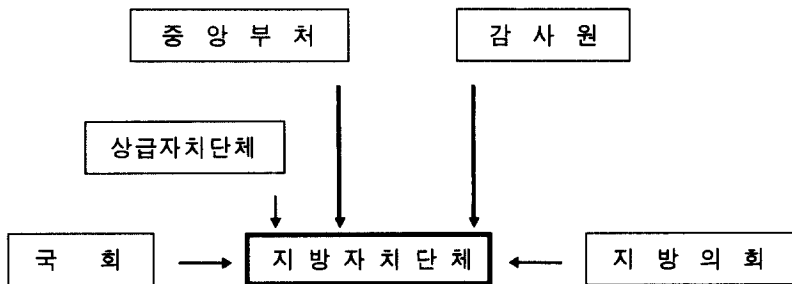 중 앙 부 처
감 사 원
상급자치단체
국 회
지 방 자 치 단 체
지 방 의 회